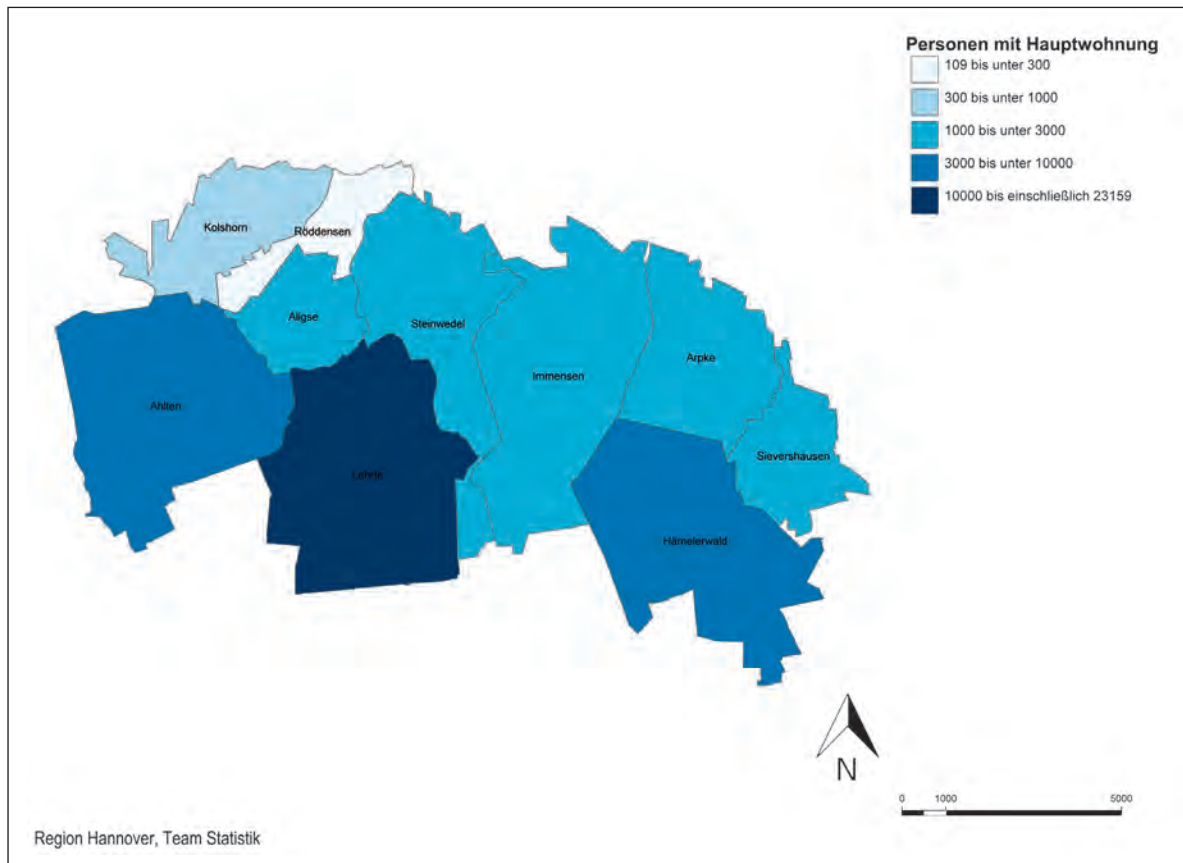 Personen mit Hauptwohnung
109 bis unter 300
300 bis unter 1000
1000 bis unter 3000
3000 bis unter 10000
10000 bis einschließlich 23159
Kolshorn
Röddensen
Aligse
Steinwedel
Arpke
Immensen
Ahlten
Sievershausen
Lehrte
Hämelerwald
N
0 1000 5000
Region Hannover, Team Statistik